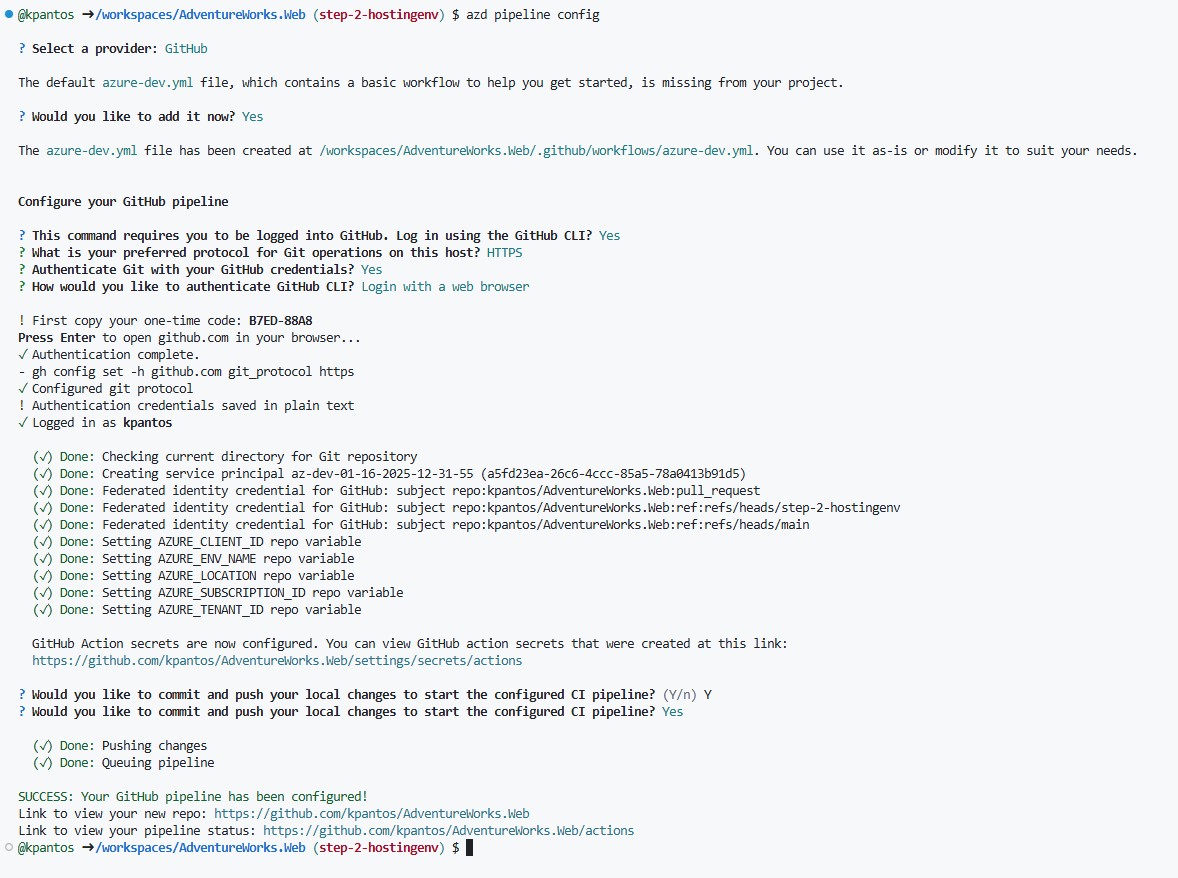 @kpantos ➜/workspaces/AdventureWorks.Web (step-2-hostingenv) $ azd pipeline config
? Select a provider: GitHub
The default azure-dev.yml file, which contains a basic workflow to help you get started, is missing from your project.
? Would you like to add it now? Yes
The azure-dev.yml file has been created at /workspaces/AdventureWorks.Web/.github/workflows/azure-dev.yml. You can use it as-is or modify it to suit your needs.
Configure your GitHub pipeline
? This command requires you to be logged into GitHub. Log in using the GitHub CLI? Yes
? What is your preferred protocol for Git operations on this host? HTTPS
? Authenticate Git with your GitHub credentials? Yes
? How would you like to authenticate GitHub CLI? Login with a web browser
! First copy your one-time code: B7ED-88A8
Press Enter to open github.com in your browser...
✓ Authentication complete.
- gh config set -h github.com git_protocol https
✓ Configured git protocol
! Authentication credentials saved in plain text
✓ Logged in as kpantos
(✓) Done: Checking current directory for Git repository
(✓) Done: Creating service principal az-dev-01-16-2025-12-31-55 (a5fd23ea-26c6-4ccc-85a5-78a0413b91d5)
(✓) Done: Federated identity credential for GitHub: subject repo:kpantos/AdventureWorks.Web:pull_request
(✓) Done: Federated identity credential for GitHub: subject repo:kpantos/AdventureWorks.Web:ref:refs/heads/step-2-hostingenv
(✓) Done: Federated identity credential for GitHub: subject repo:kpantos/AdventureWorks.Web:ref:refs/heads/main
(✓) Done: Setting AZURE_CLIENT_ID repo variable
(✓) Done: Setting AZURE_ENV_NAME repo variable
(✓) Done: Setting AZURE_LOCATION repo variable
(✓) Done: Setting AZURE_SUBSCRIPTION_ID repo variable
(✓) Done: Setting AZURE_TENANT_ID repo variable
GitHub Action secrets are now configured. You can view GitHub action secrets that were created at this link:
https://github.com/kpantos/AdventureWorks.Web/settings/secrets/actions
? Would you like to commit and push your local changes to start the configured CI pipeline? (Y/n) Y
? Would you like to commit and push your local changes to start the configured CI pipeline? Yes
(✓) Done: Pushing changes
(✓) Done: Queuing pipeline
SUCCESS: Your GitHub pipeline has been configured!
Link to view your new repo: https://github.com/kpantos/AdventureWorks.Web
Link to view your pipeline status: https://github.com/kpantos/AdventureWorks.Web/actions
@kpantos ➜/workspaces/AdventureWorks.Web (step-2-hostingenv) $